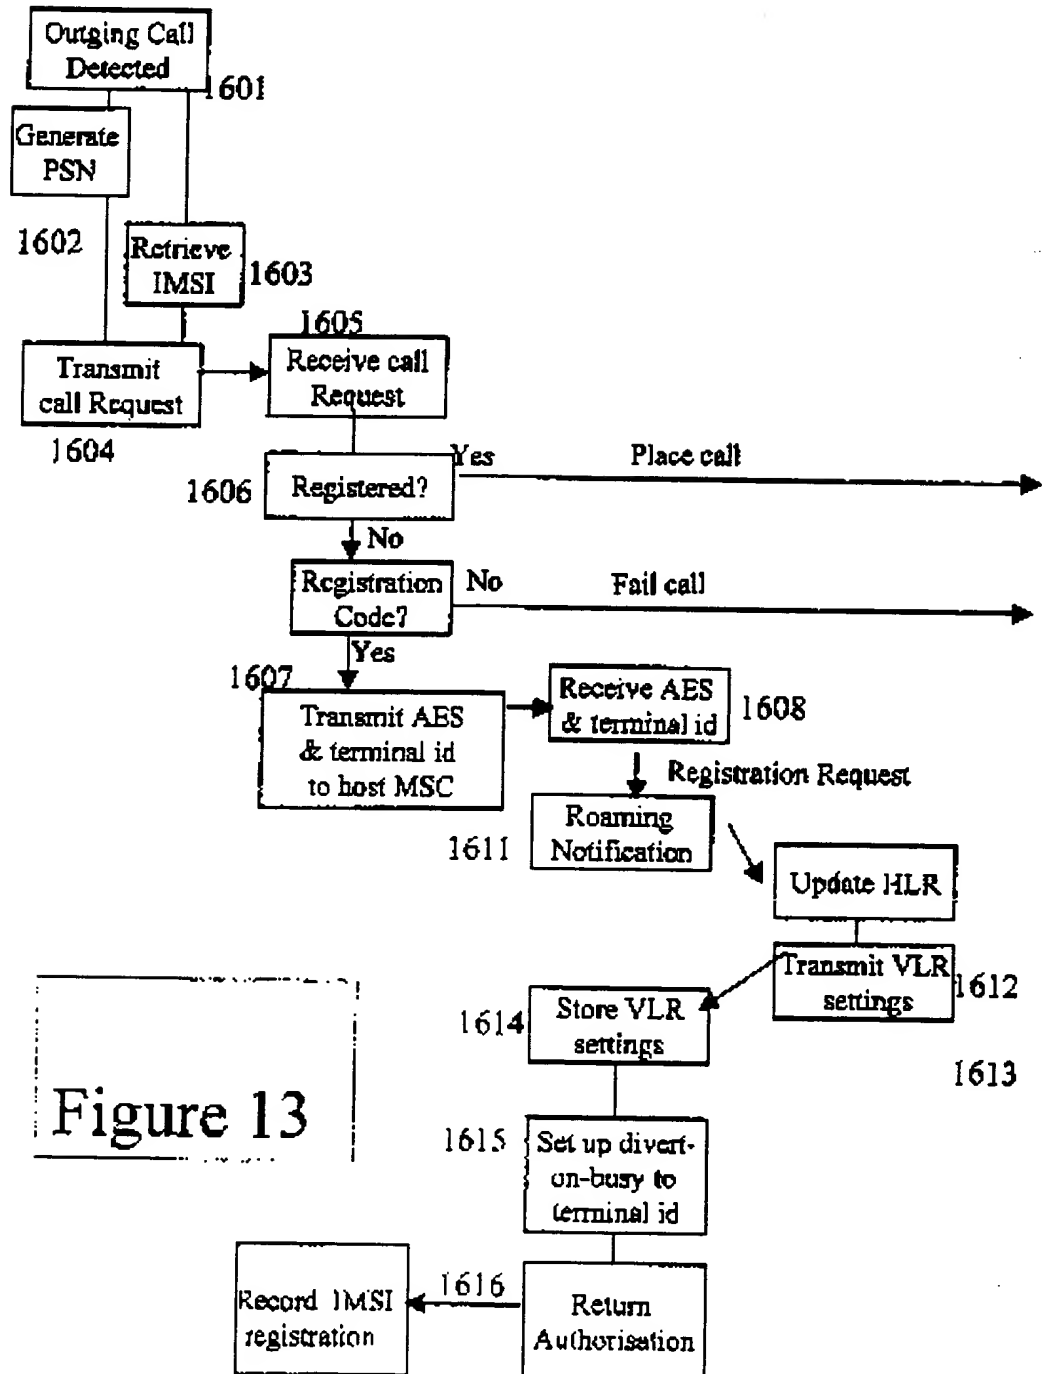 Outging Call
Detected
1601
Generate
PSN
1602
Retrieve
IMSI
1603
1605
Transmit
call Request
1604
Receive call
Request
1606
Registered?
Yes
Place call
No
Registration
Code?
No
Fail call
Yes
1607
Transmit AES
& terminal id
to host MSC
Receive AES
& terminal id
1608
Registration Request
1611
Roaming
Notification
Update HLR
Transmit VLR
settings
1612
1613
1614
Store VLR
settings
Figure 13
1615
Set up divert-
on-busy to
terminal id
1616
Record IMSI
registration
Return
Authorisation